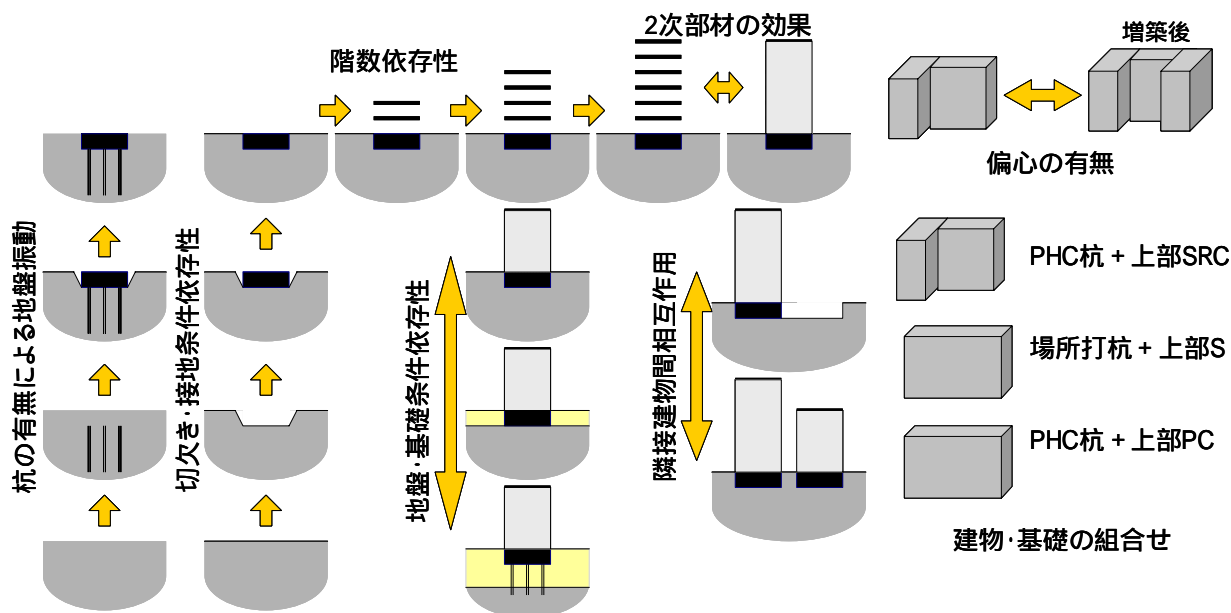 2次部材の効果
階数依存性
増築後
偏心の有無
杭の有無による地盤振動
切欠き・接地条件依存性
地盤・基礎条件依存性
隣接建物間相互作用
PHC杭 + 上部SRC
場所打杭 + 上部S
PHC杭 + 上部PC
建物・基礎の組合せ